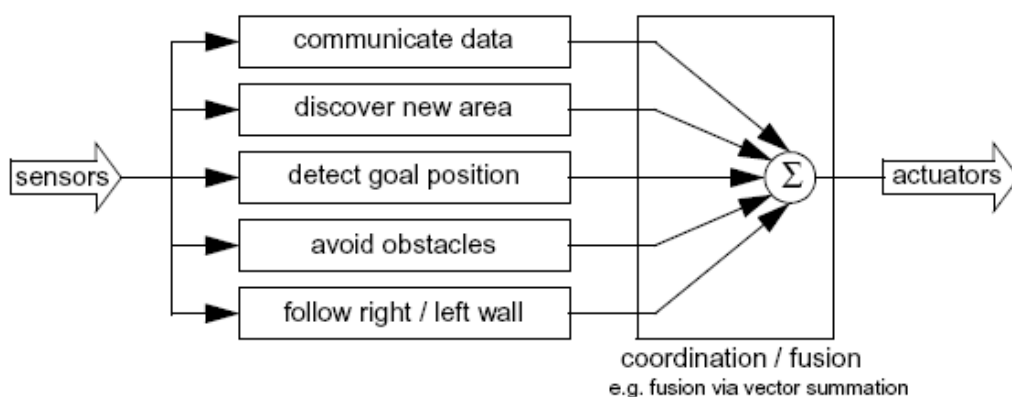 communicate data
discover new area
sensors
detect goal position
Σ
actuators
avoid obstacles
follow right / left wall
coordination / fusion
e.g. fusion via vector summation